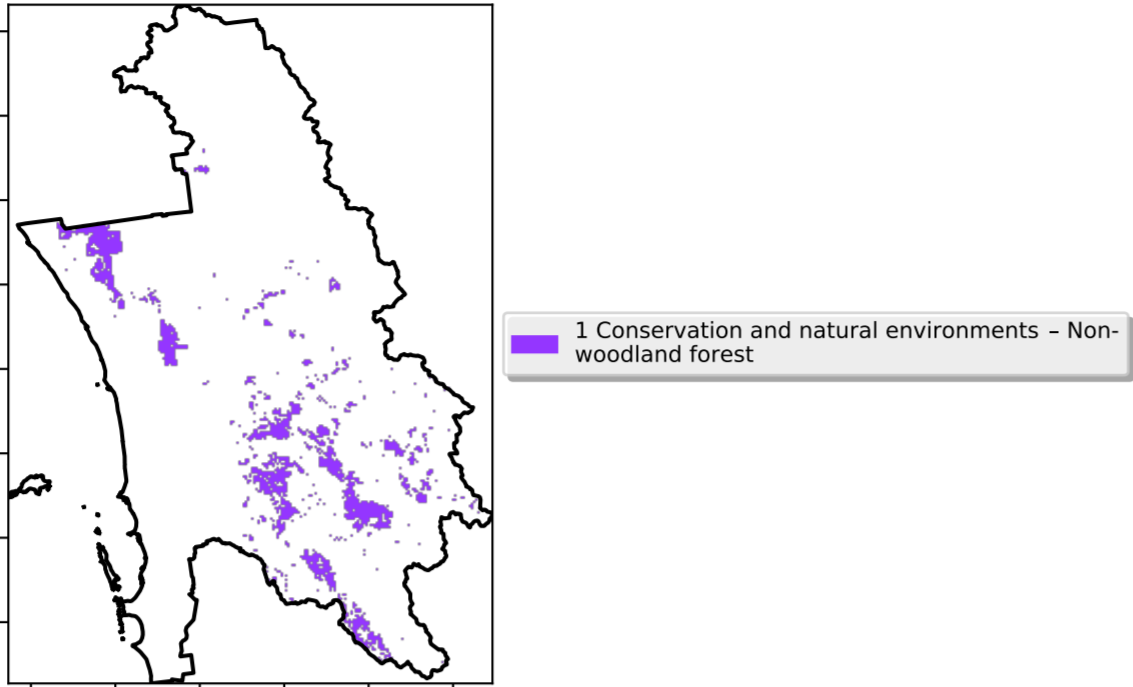 1 Conservation and natural environments – Non-
woodland forest